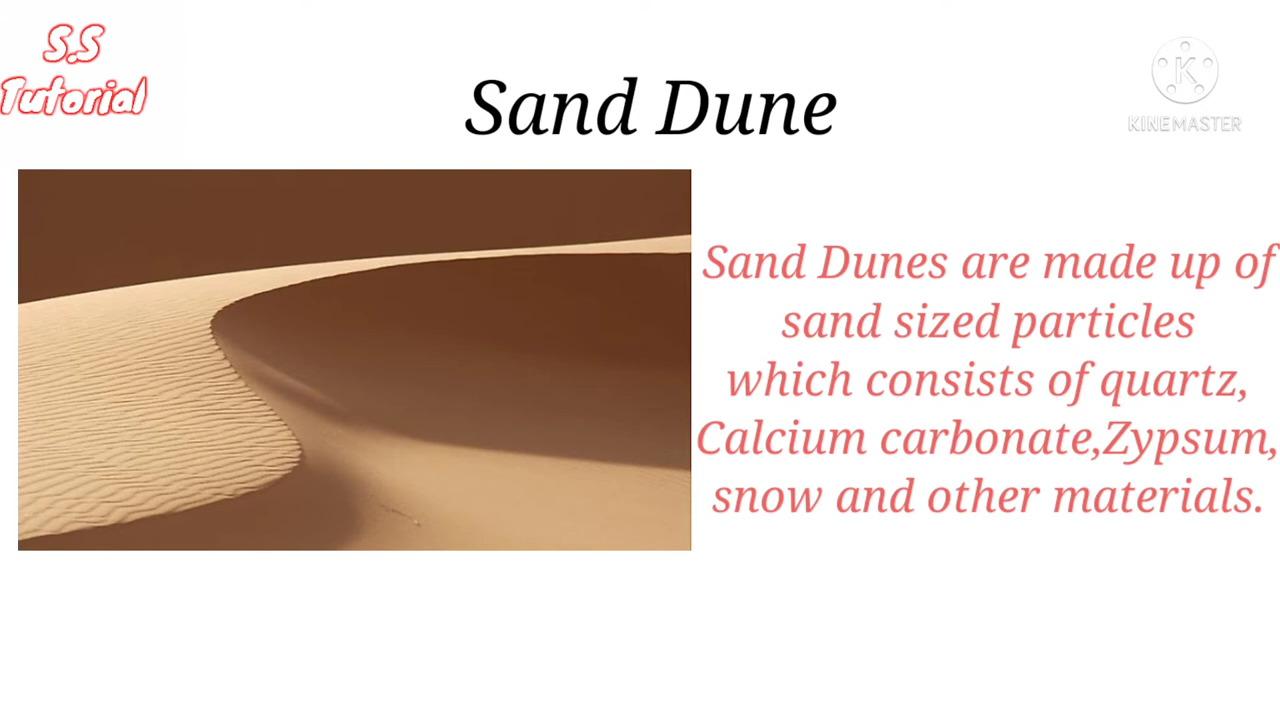 S.S
Tutorial
KINEMASTER
Sand Dune
Sand Dunes are made up of
sand sized particles
which consists of quartz,
Calcium carbonate,Zypsum,
snow and other materials.